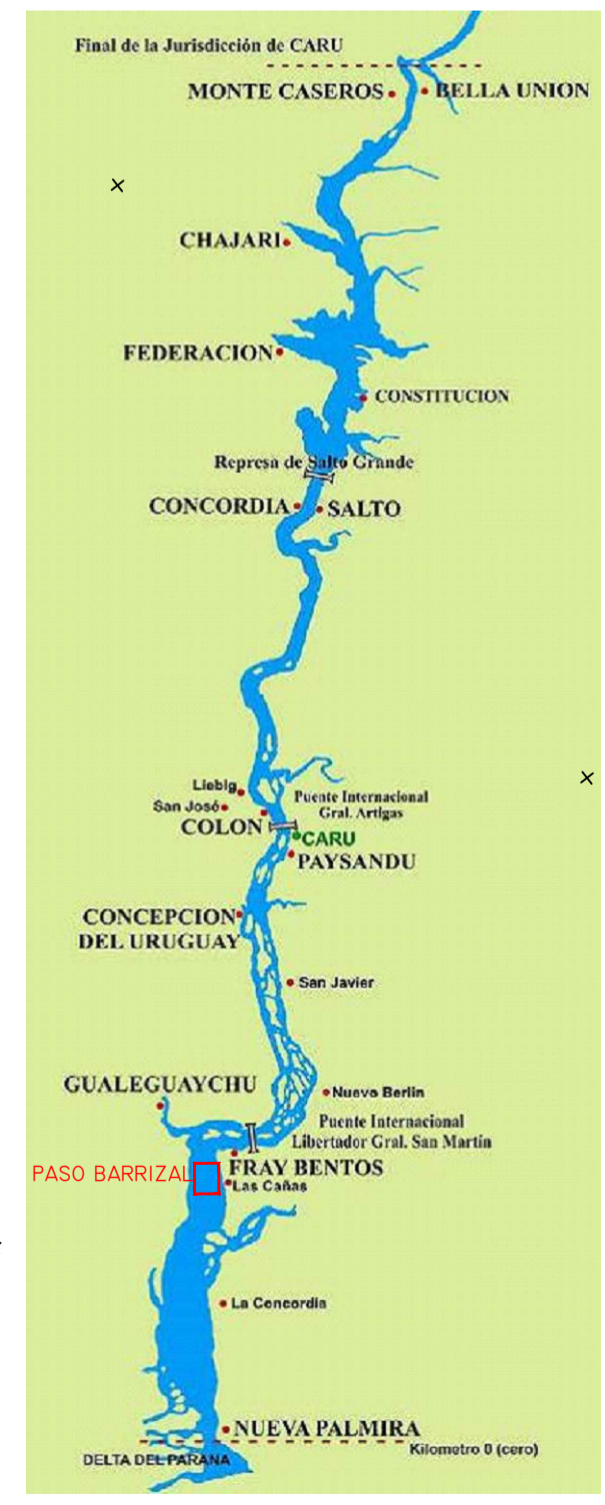 Final de la Jurisdicción de CARU
MONTE CASEROS
BELLA UNION
CHAJARI
FEDERACION
CONSTITUCION
Represa de Salto Grande
CONCORDIA
SALTO
Liebig
San José
Puente Internacional
Gral. Artigas
COLON
CARU
PAYSANDU
CONCEPCION
DEL URUGUAY
San Javier
GUALEGUAYCHU
Nuevo Berlin
Puente Internacional
Libertador Gral. San Martín
FRAY BENTOS
PASO BARRIZAL
Las Cañas
La Concordia
NUEVA PALMIRA
Kilometro 0 (cero)
DELTA DEL PARANA